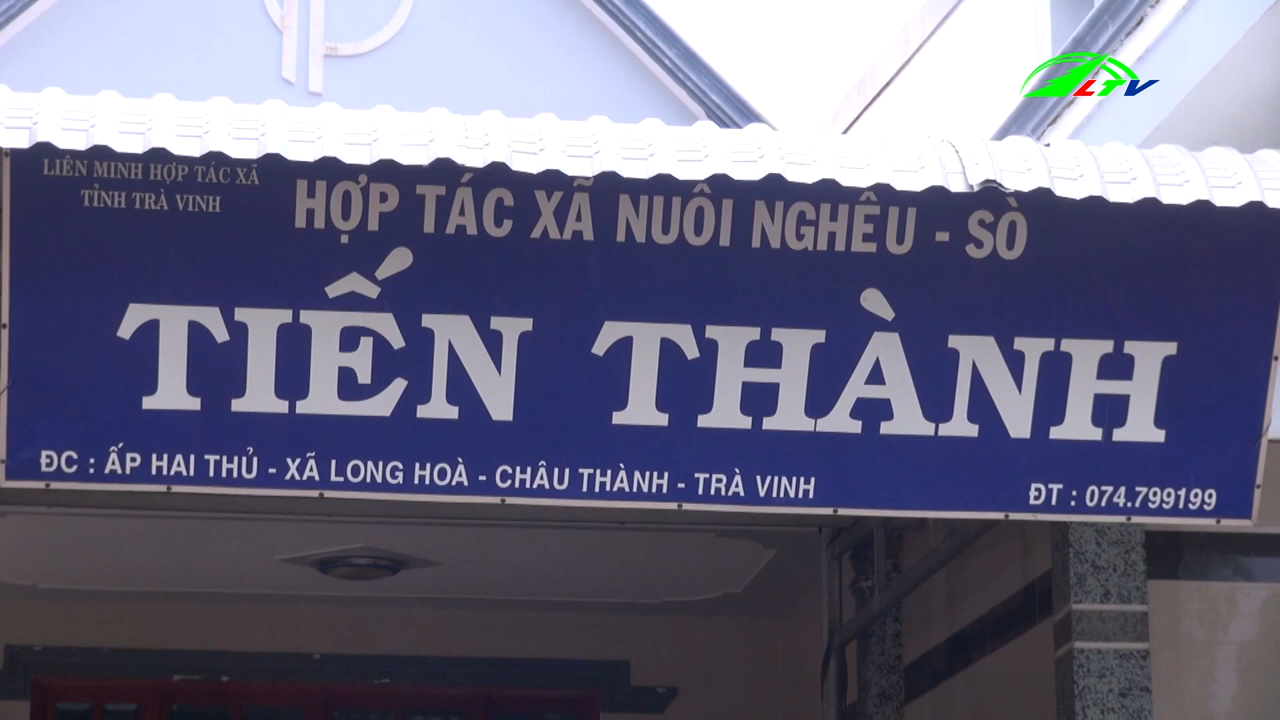 LTV
LIÊN MINH HỢP TÁC XÃ
TỈNH TRÀ VINH
HỢP TÁC XÃ NUÔI NGHÊU - SÒ
TIẾN THÀNH
ĐC : ẤP HAI THỦ - XÃ LONG HOÀ - CHÂU THÀNH - TRÀ VINH
ĐT : 074.799199